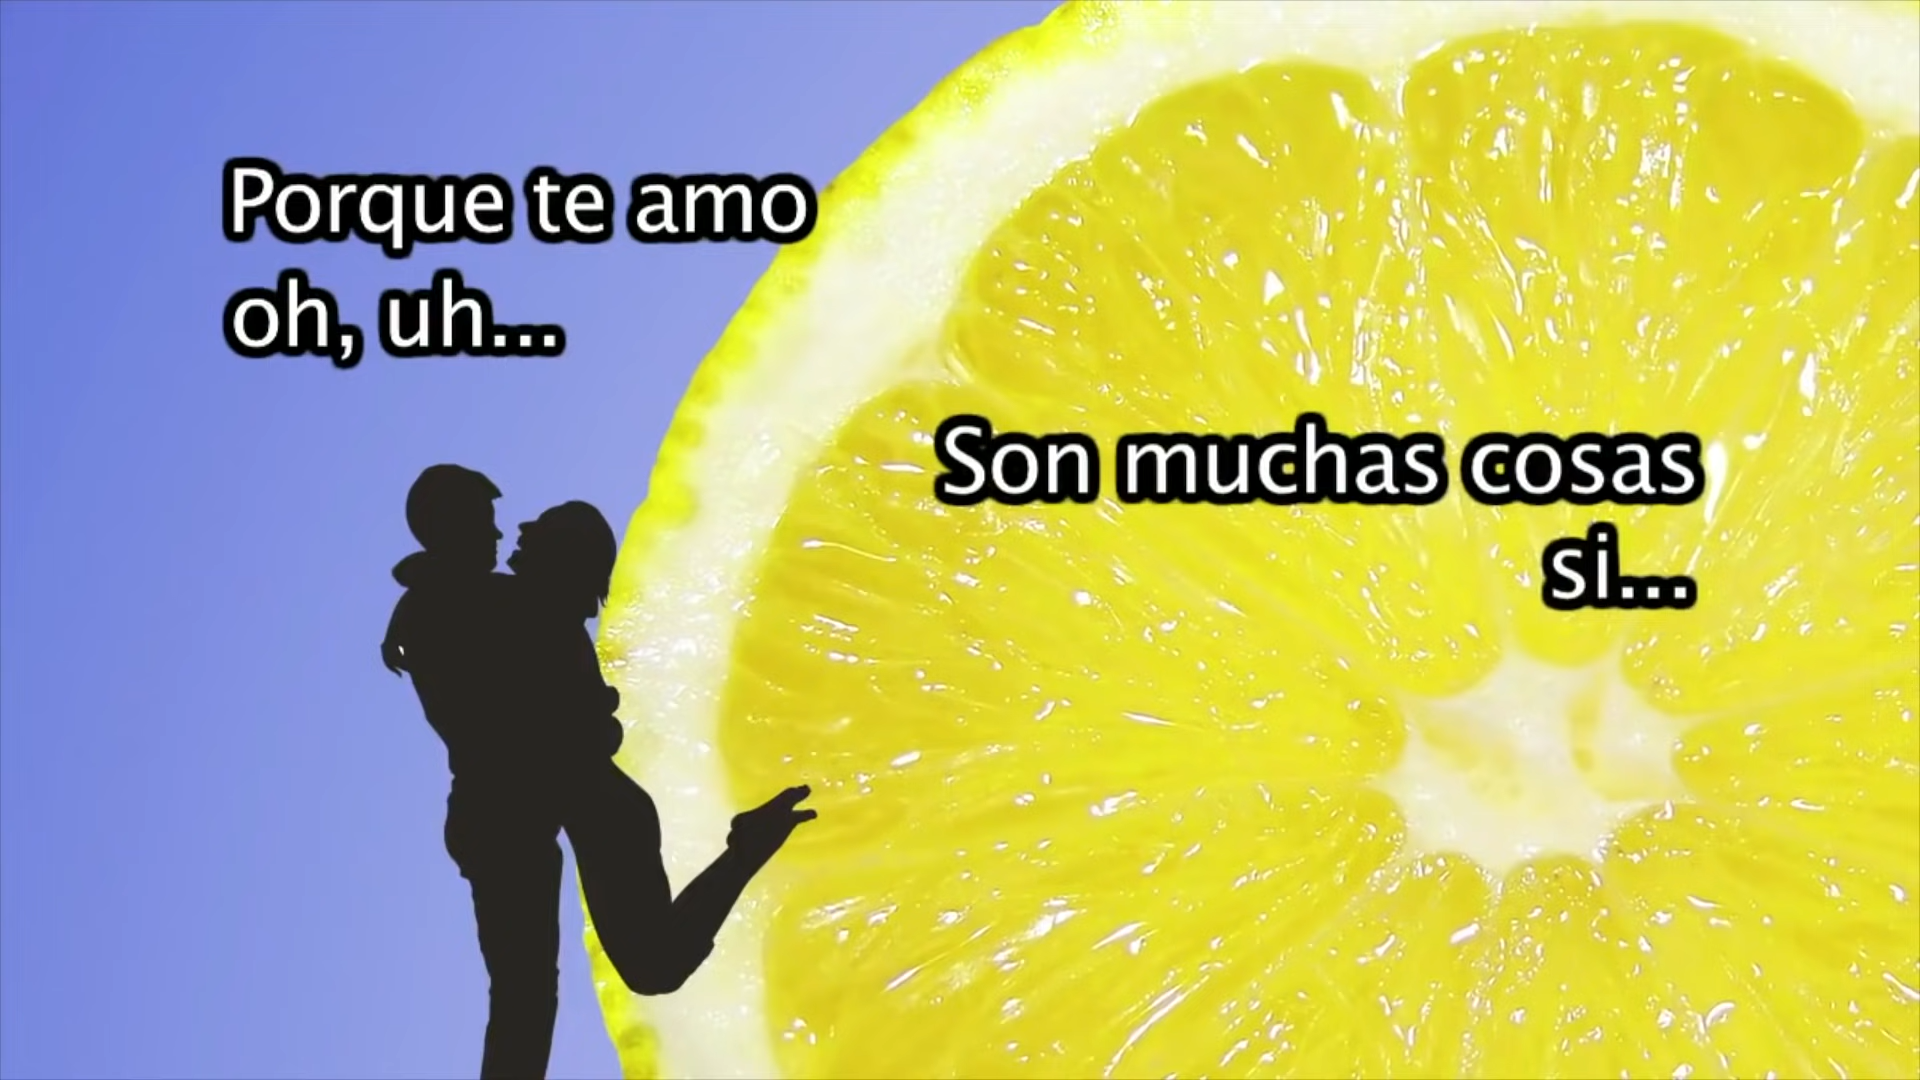 Porque te amo
oh, uh...
Son muchas cosas
si...